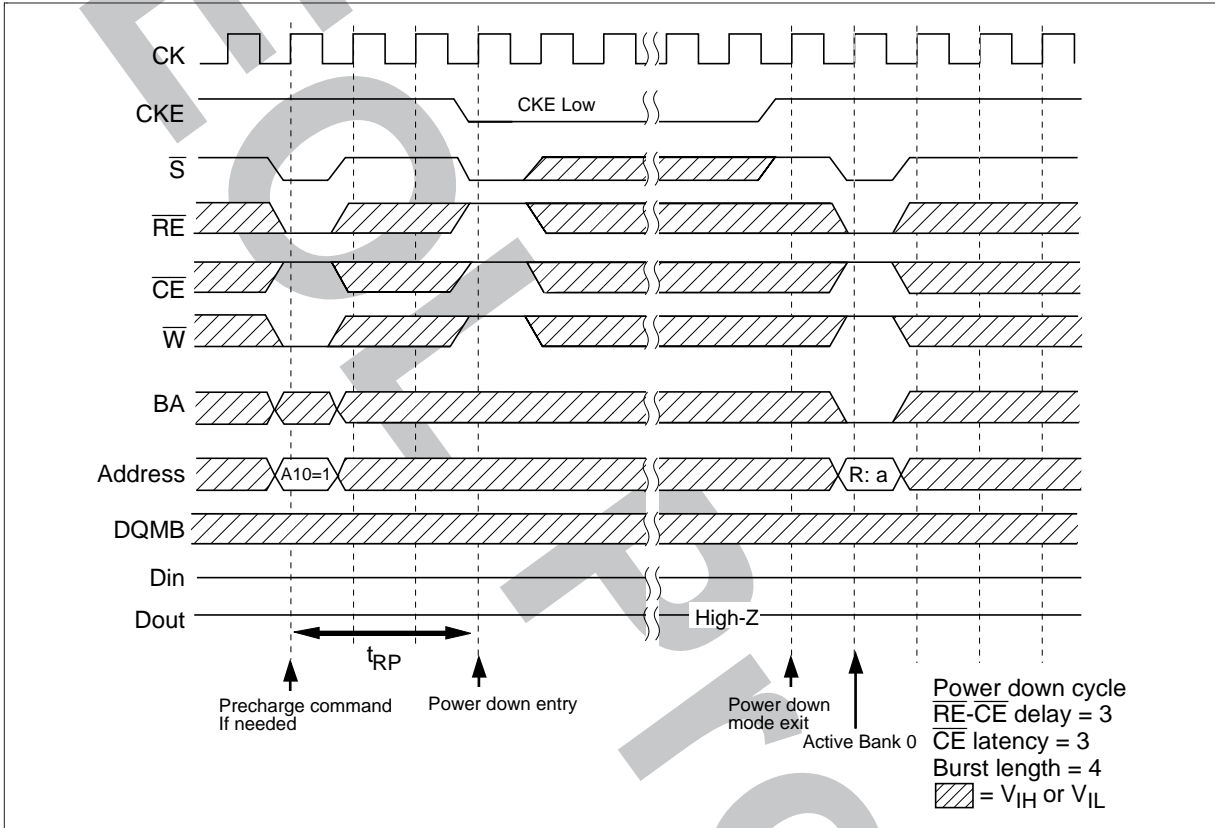 CK
CKE
CKE Low
S
RE
CE
W
BA
Address
A10=1
R: a
DQMB
Din
Dout
High-Z
tRP
Precharge command
If needed
Power down entry
Power down
mode exit
Active Bank 0
Power down cycle
RE-CE delay = 3
CE latency = 3
Burst length = 4
= VIH or VIL
EOL Pro